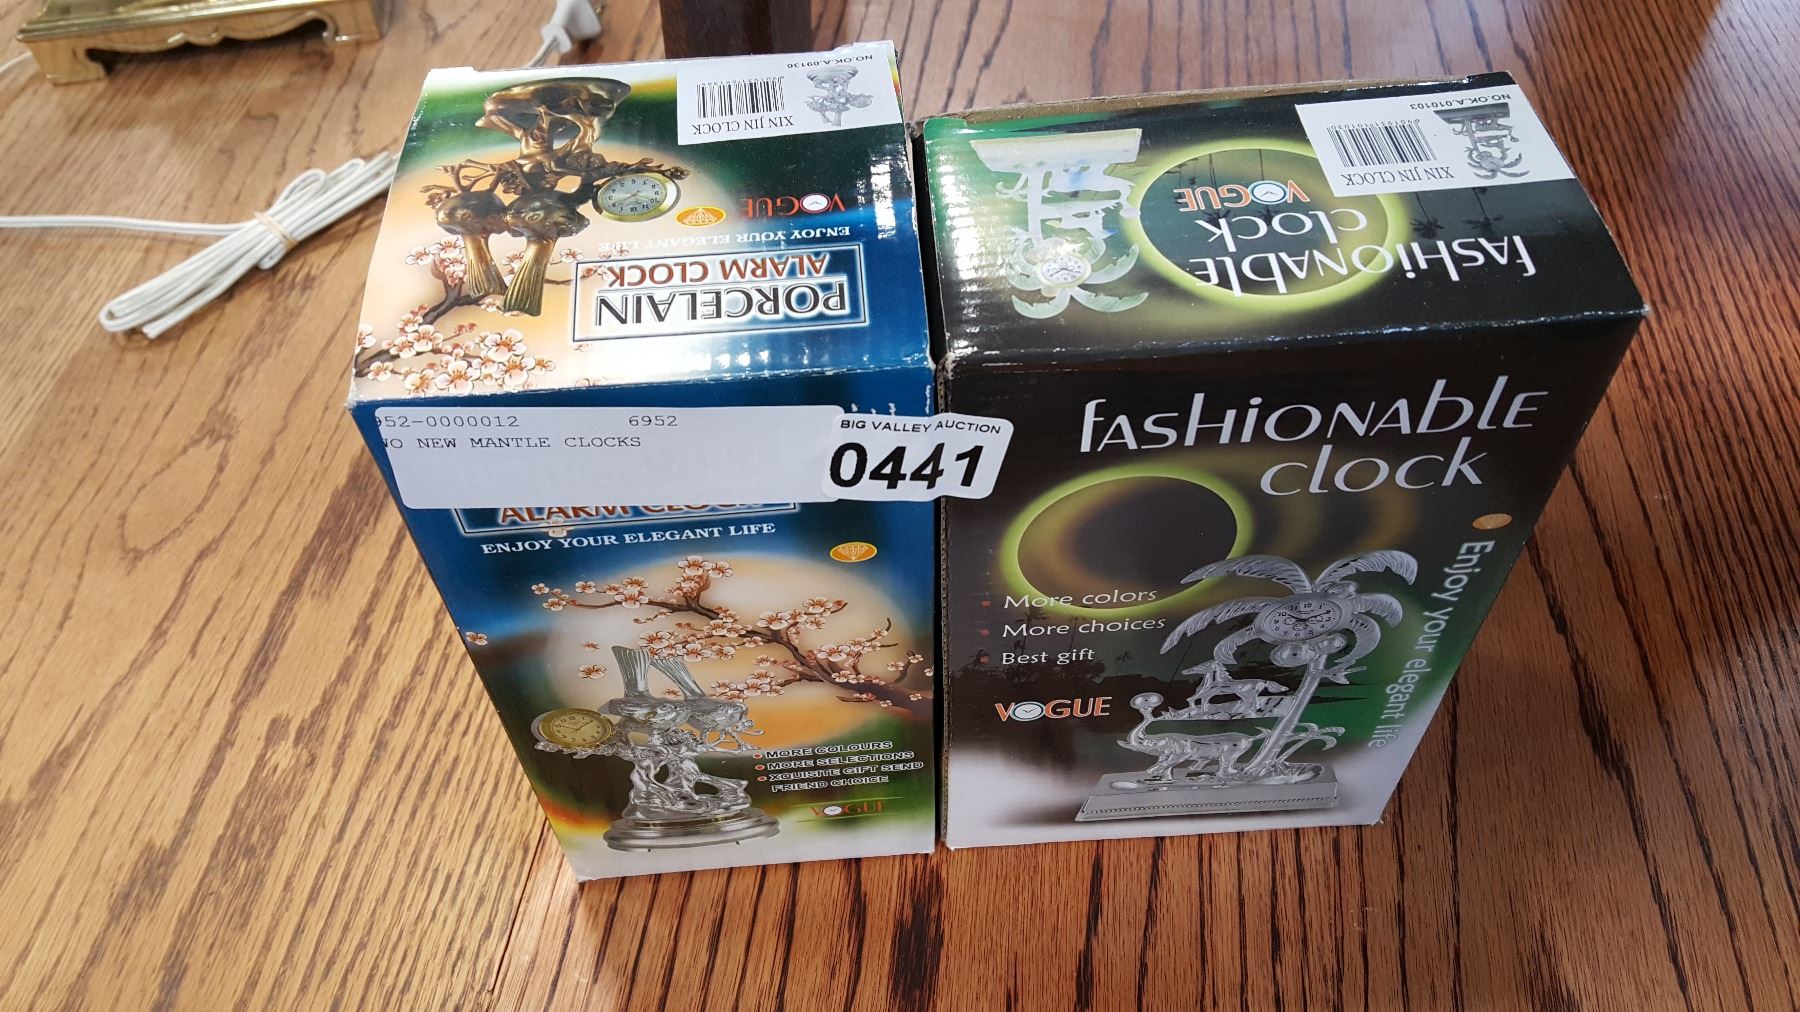 NO.OK.A.09136
XIN JIN CLOCK
VOGUE
ENJOY YOUR ELEGANT LIFE
PORCELAIN
ALARM CLOCK
52-0000012 6952
NEW MANTLE CLOCKS
BIG VALLEY AUCTION
0441
ALARM CLOCK
ENJOY YOUR ELEGANT LIFE
MORE COLOURS
MORE SELECTIONS
XQUISITE GIFT SEND
FRIEND CHOICE
VOGUE
NO.OK.A.010103
XIN JIN CLOCK
VOGUE
fASHiONAblE
clock
fASHiONAblE
clock
Enjoy your elegant life
More colors
More choices
Best gift
VOGUE